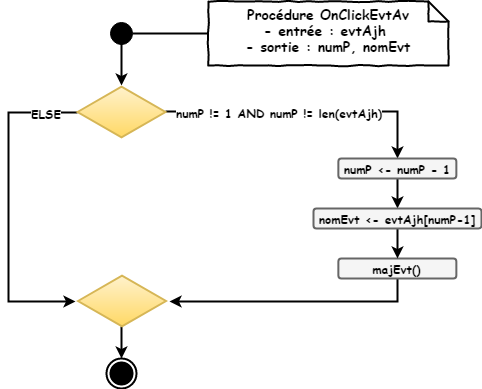 Procédure OnClickEvtAv
- entrée : evtAjh
- sortie : numP, nomEvt
ELSE
numP != 1 AND numP != len(evtAjh)
numP <- numP - 1
nomEvt <- evtAjh[numP-1]
majEvt()